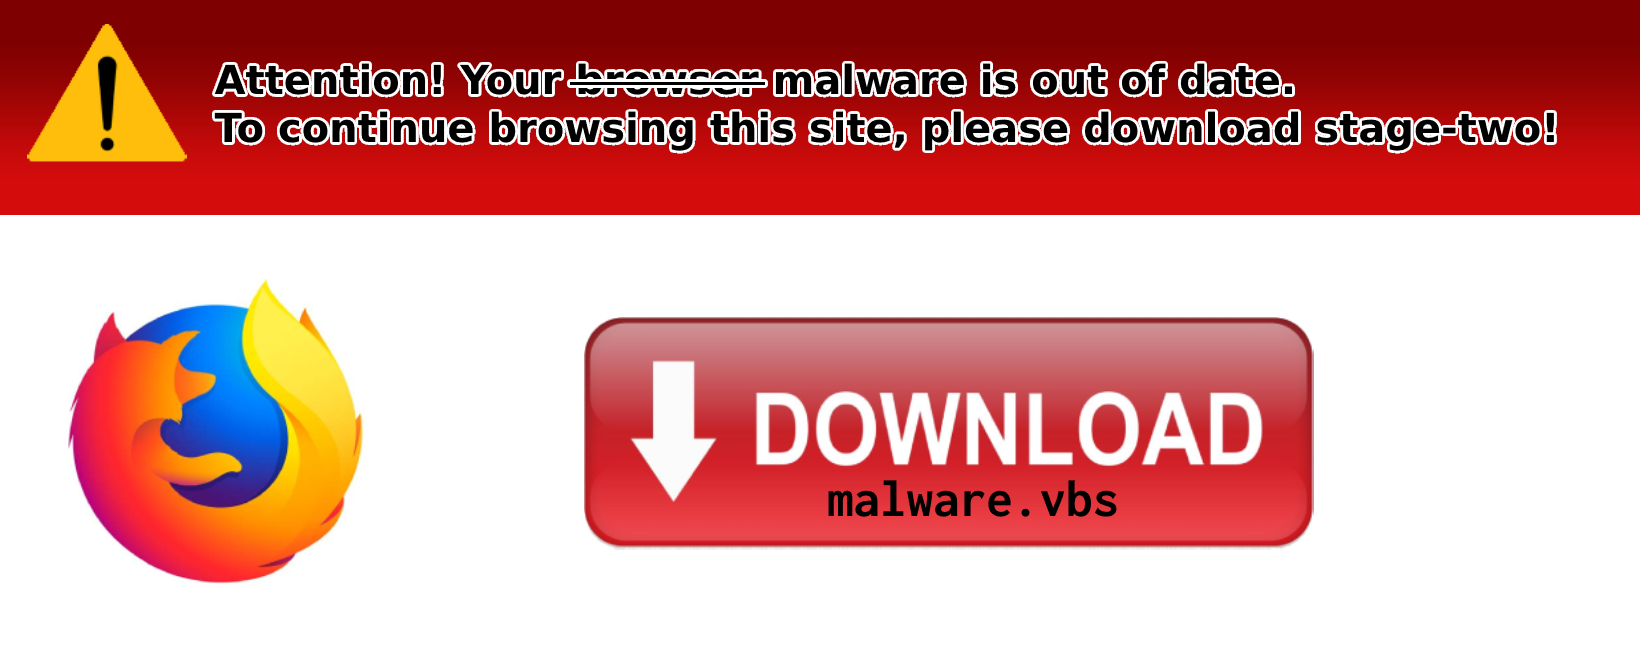 Attention! Your browser malware is out of date.
To continue browsing this site, please download stage-two!
DOWNLOAD
malware.vbs